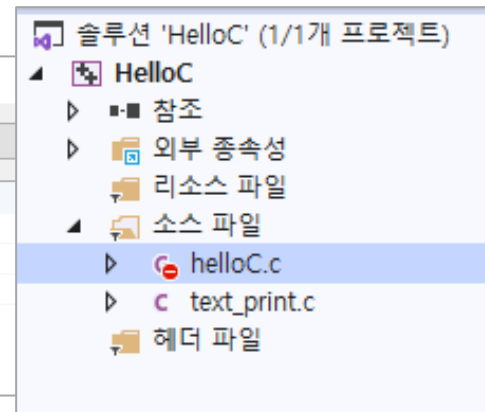 솔루션 'HelloC' (1/1개 프로젝트)
HelloC
참조
외부 종속성
리소스 파일
소스 파일
helloC.c
text_print.c
헤더 파일